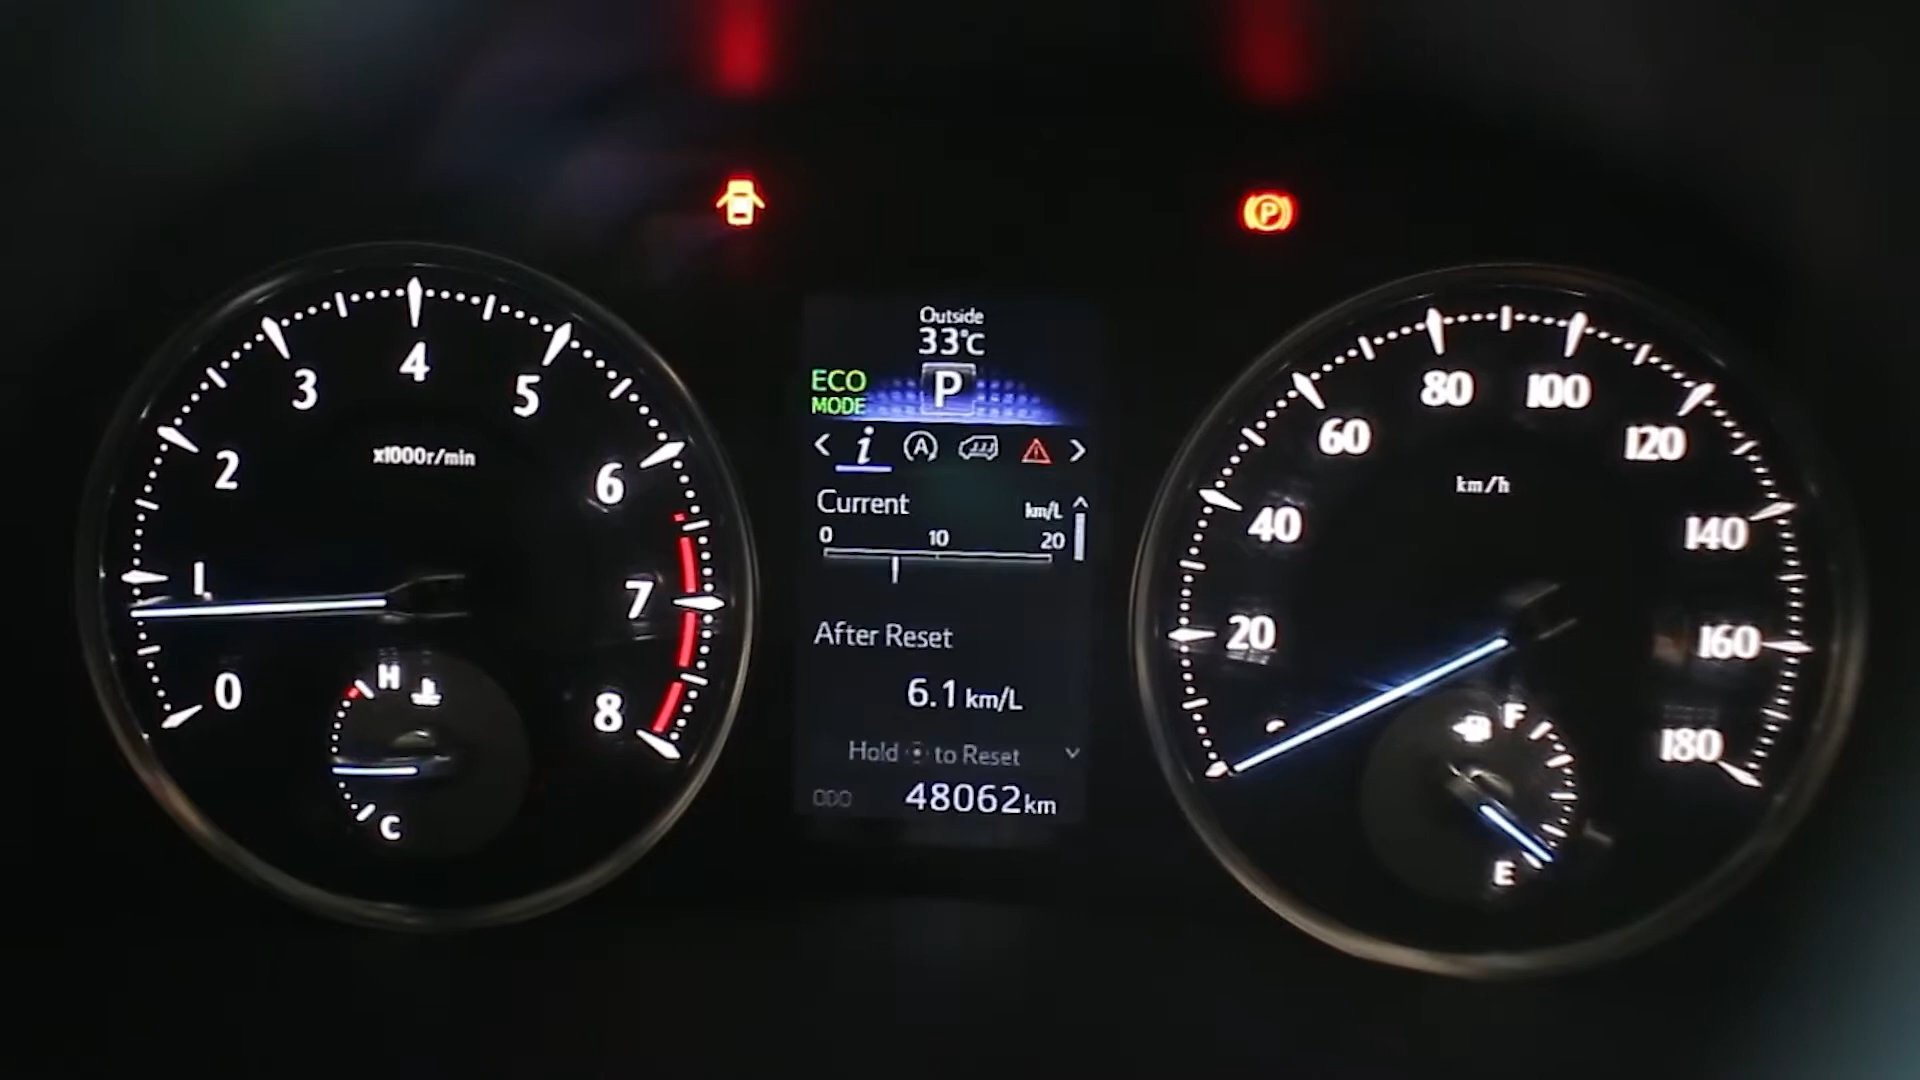 Outside
33°C
ECO
MODE
P
i
A
Current
km/L
0 10 20
After Reset
6.1 km/L
Hold to Reset
ODO 48062 km
0
1
2
3
4
5
6
7
8
x1000r/min
H
C
P
20
40
60
80
100
120
140
160
180
km/h
F
E